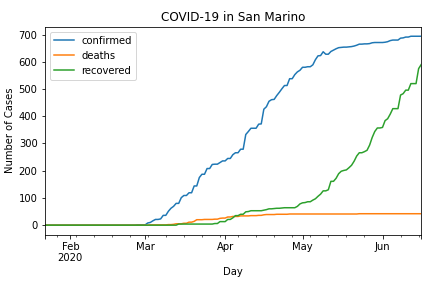 COVID-19 in San Marino
confirmed
deaths
recovered
Number of Cases
700
600
500
400
300
200
100
0
Feb
2020
Mar
Apr
May
Jun
Day